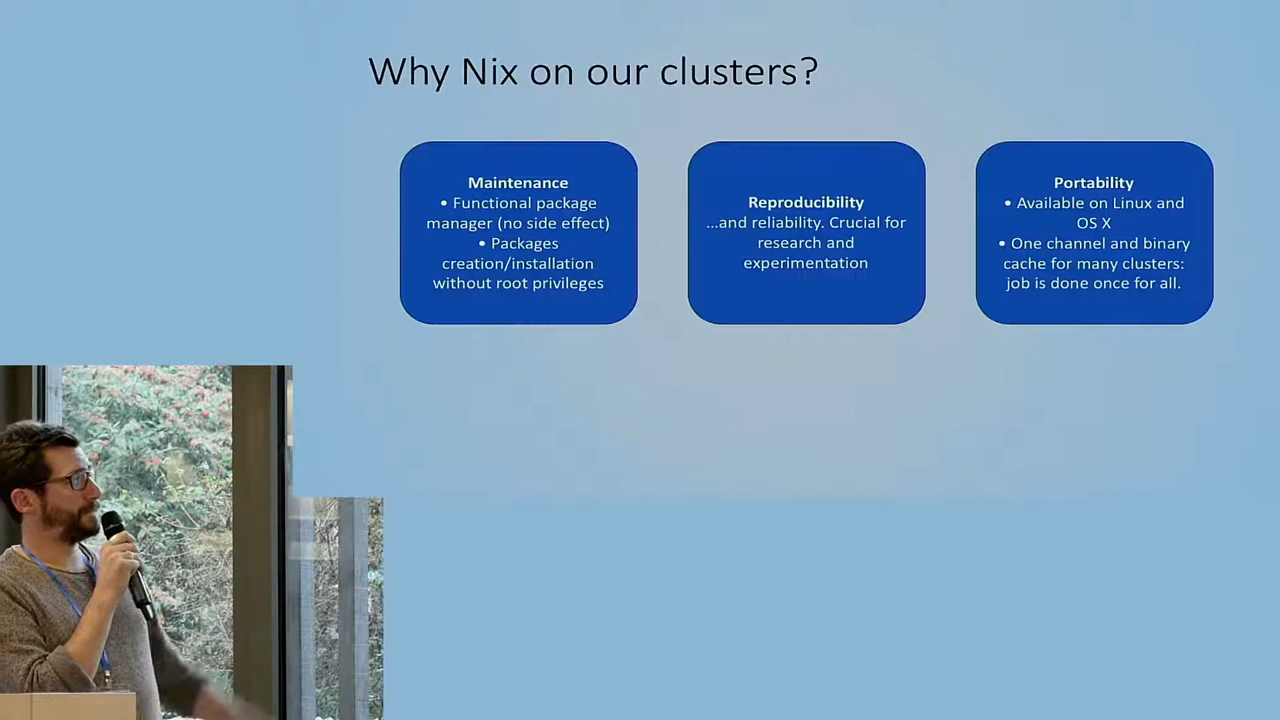 Why Nix on our clusters?
Maintenance
• Functional package
manager (no side effect)
• Packages
creation/installation
without root privileges
Reproducibility
...and reliability. Crucial for
research and
experimentation
Portability
• Available on Linux and
OS X
• One channel and binary
cache for many clusters:
job is done once for all.